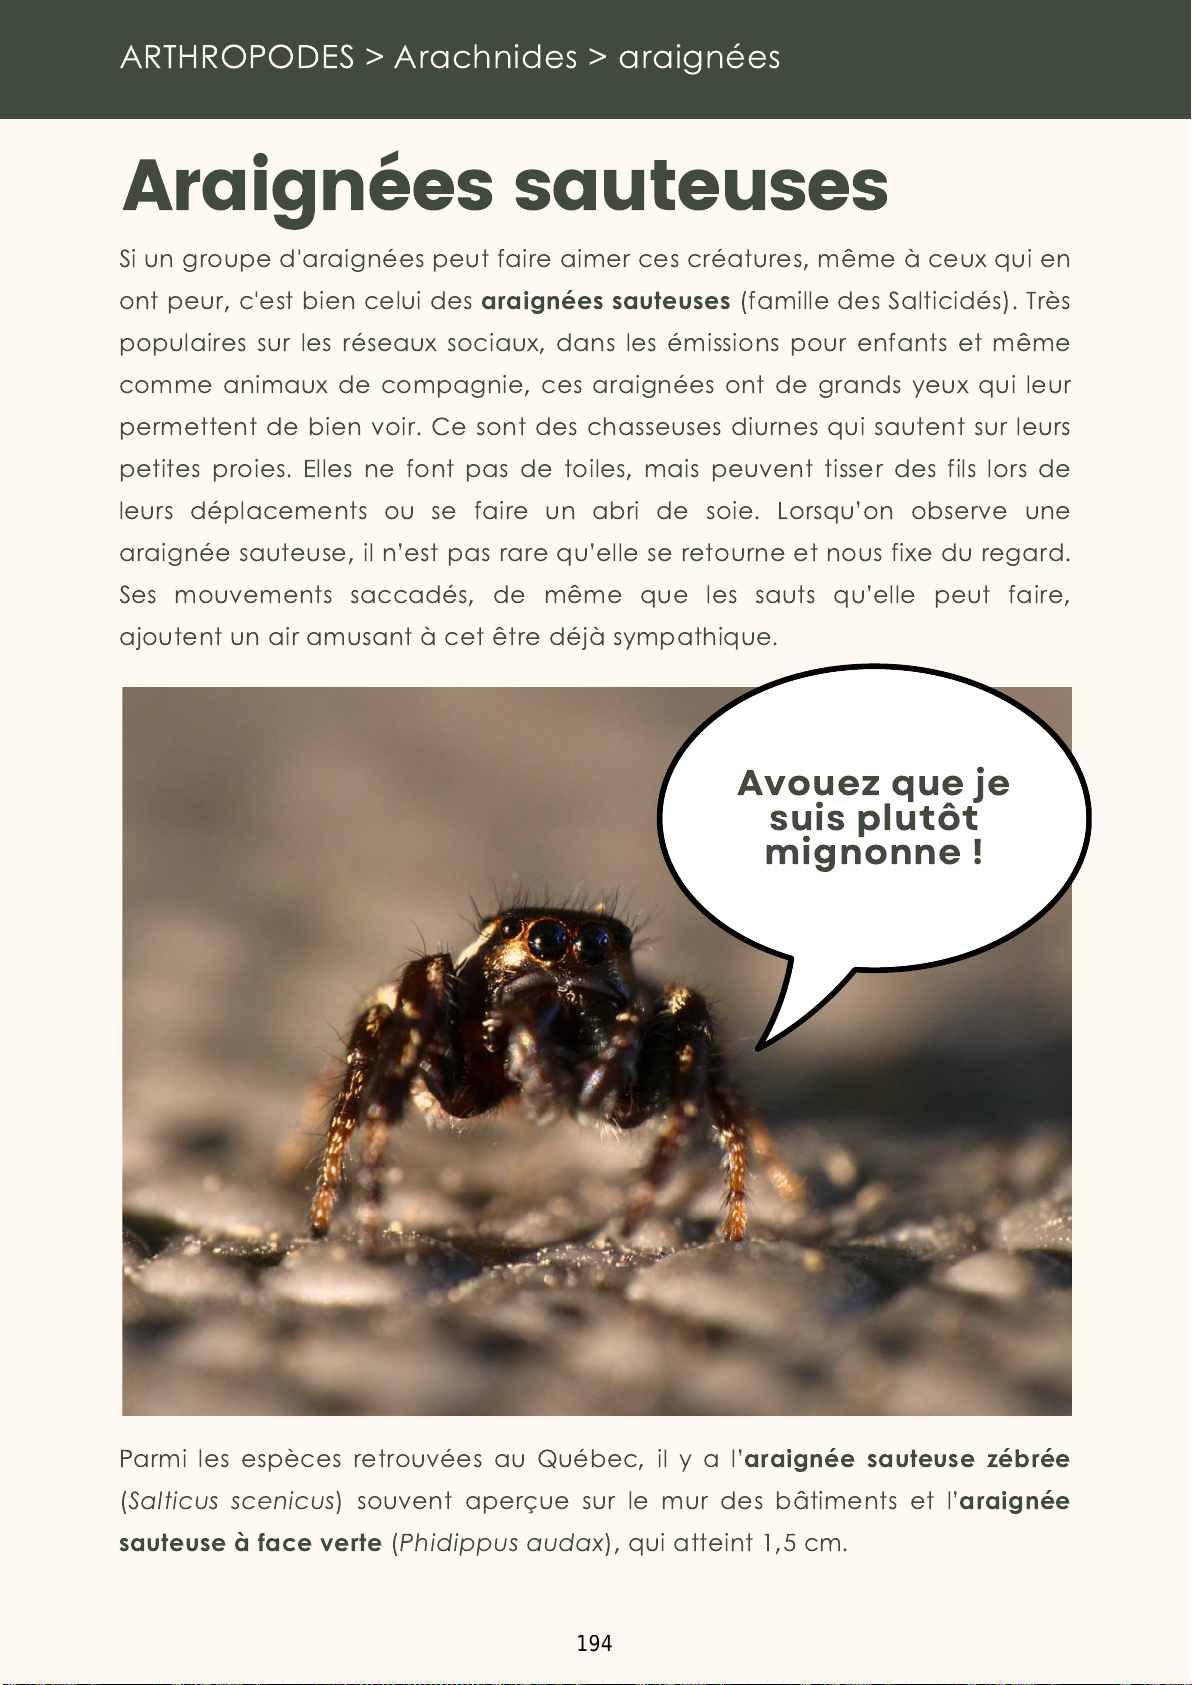 ARTHROPODES > Arachnides > araignées
Araignées sauteuses
Si un groupe d'araignées peut faire aimer ces créatures, même à ceux qui en
ont peur, c'est bien celui des araignées sauteuses (famille des Salticidés). Très
populaires sur les réseaux sociaux, dans les émissions pour enfants et même
comme animaux de compagnie, ces araignées ont de grands yeux qui leur
permettent de bien voir. Ce sont des chasseuses diurnes qui sautent sur leurs
petites proies. Elles ne font pas de toiles, mais peuvent tisser des fils lors de
leurs déplacements ou se faire un abri de soie. Lorsqu’on observe une
araignée sauteuse, il n’est pas rare qu’elle se retourne et nous fixe du regard.
Ses mouvements saccadés, de même que les sauts qu’elle peut faire,
ajoutent un air amusant à cet être déjà sympathique.
Avouez que je
suis plutôt
mignonne !
Parmi les espèces retrouvées au Québec, il y a l’araignée sauteuse zébrée
(Salticus scenicus) souvent aperçue sur le mur des bâtiments et l’araignée
sauteuse à face verte (Phidippus audax), qui atteint 1,5 cm.
194